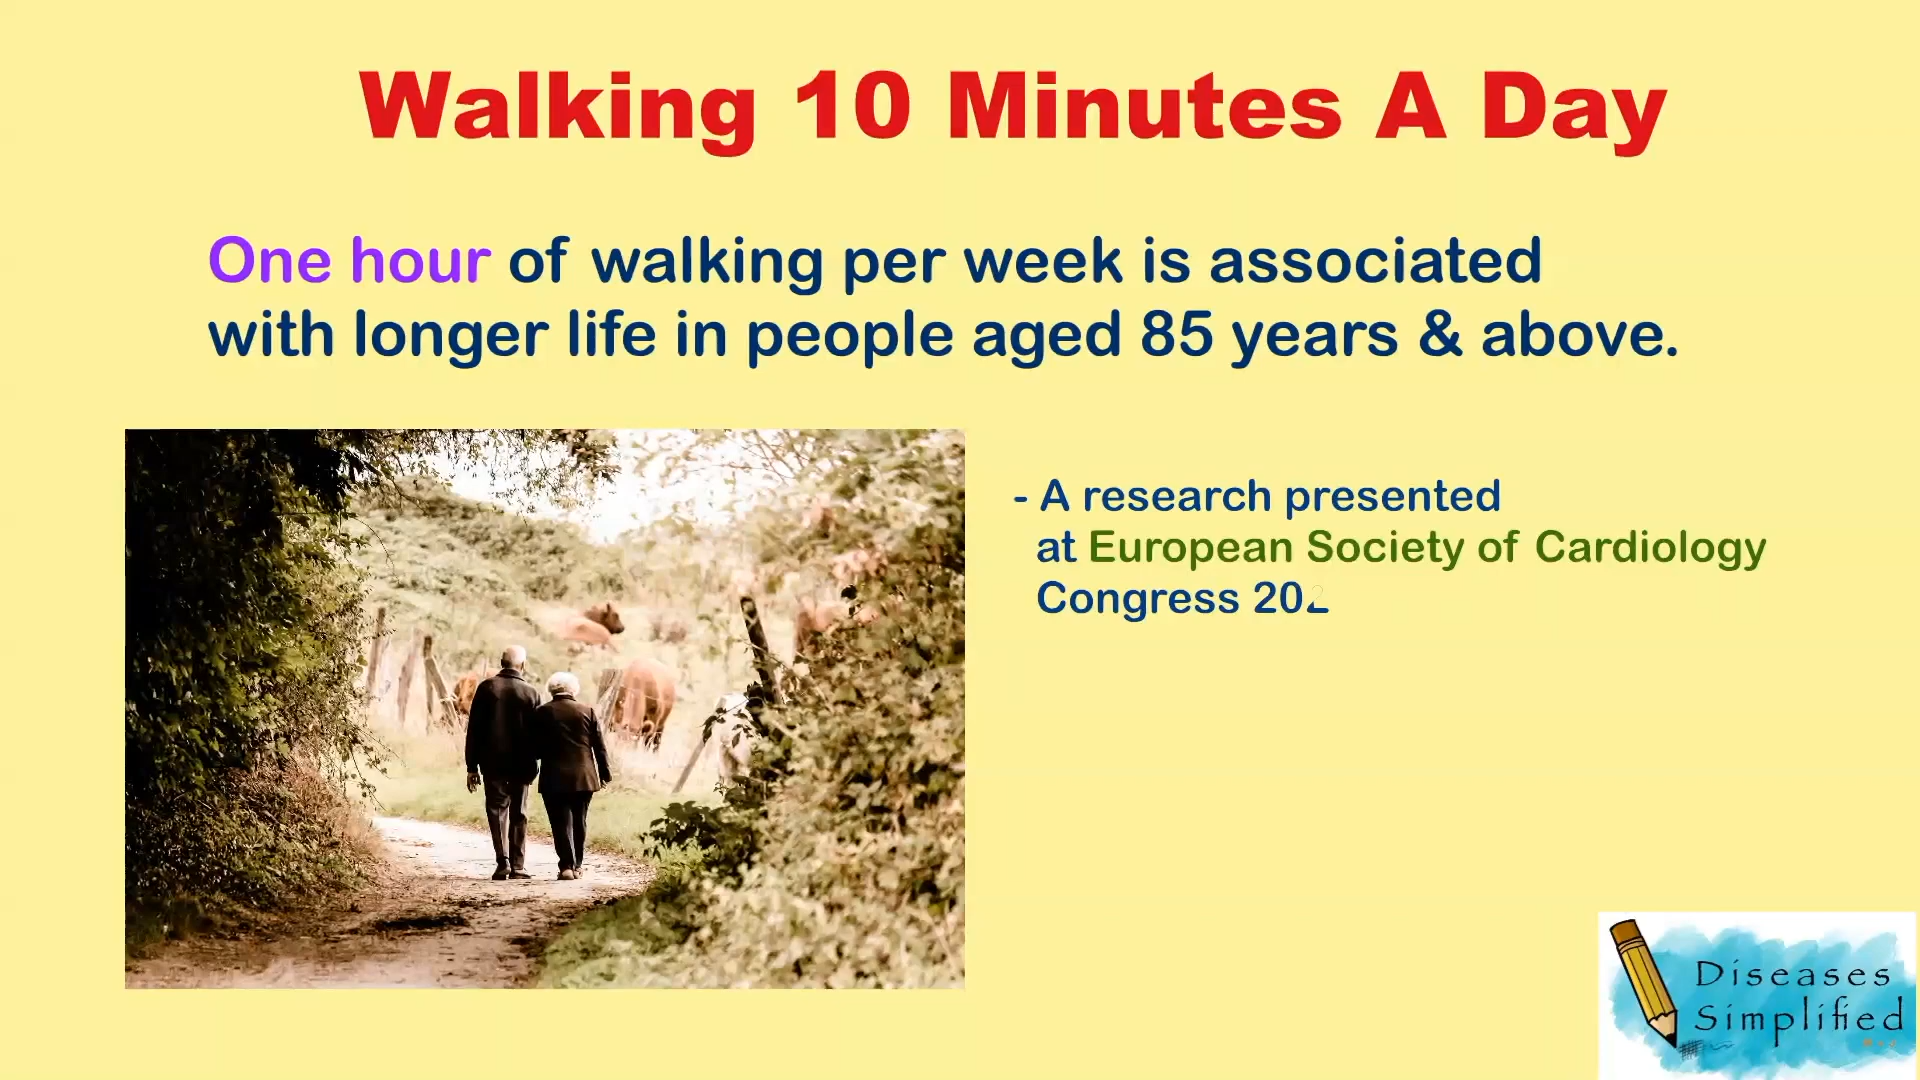 Walking 10 Minutes A Day
One hour of walking per week is associated
with longer life in people aged 85 years & above.
- A research presented
at European Society of Cardiology
Congress
Diseases
Simplified